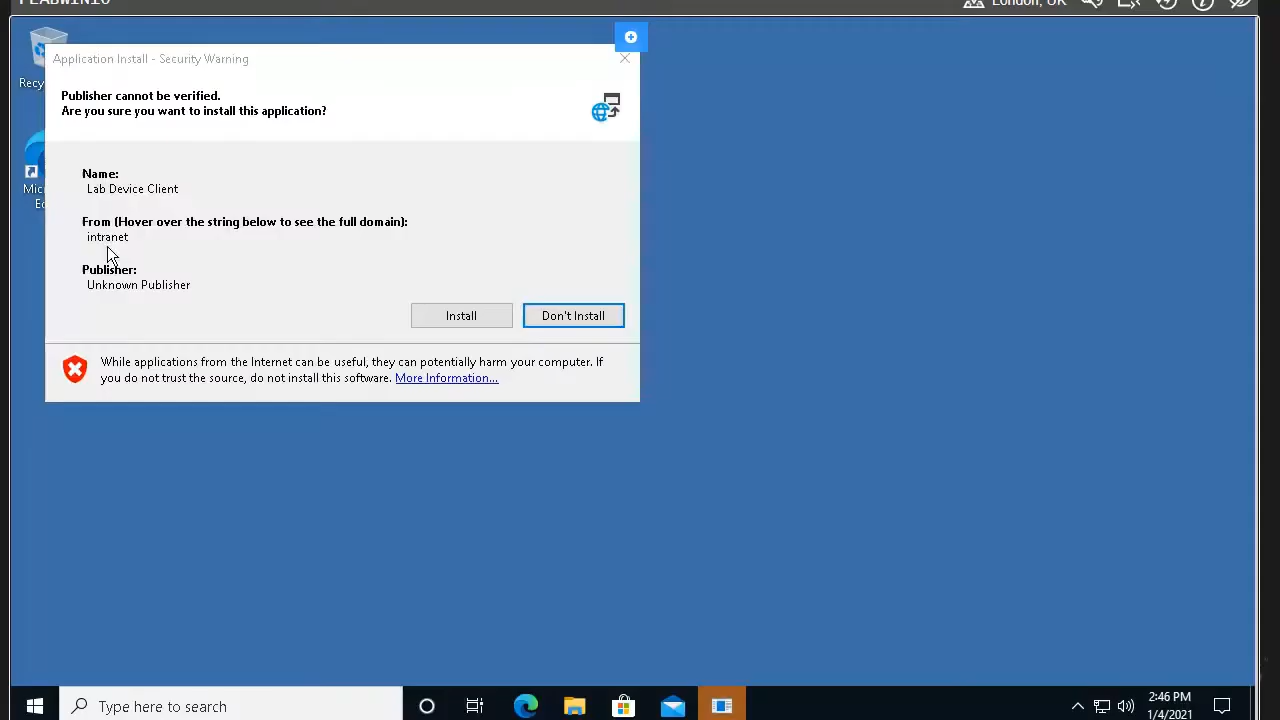 London, UK
Application Install - Security Warning
Publisher cannot be verified.
Are you sure you want to install this application?
Name:
Lab Device Client
From (Hover over the string below to see the full domain):
intranet
Publisher:
Unknown Publisher
Install
Don't Install
While applications from the Internet can be useful, they can potentially harm your computer. If
you do not trust the source, do not install this software. More Information...
Recy
Mic
Ed
Type here to search
2:46 PM
1/4/2021